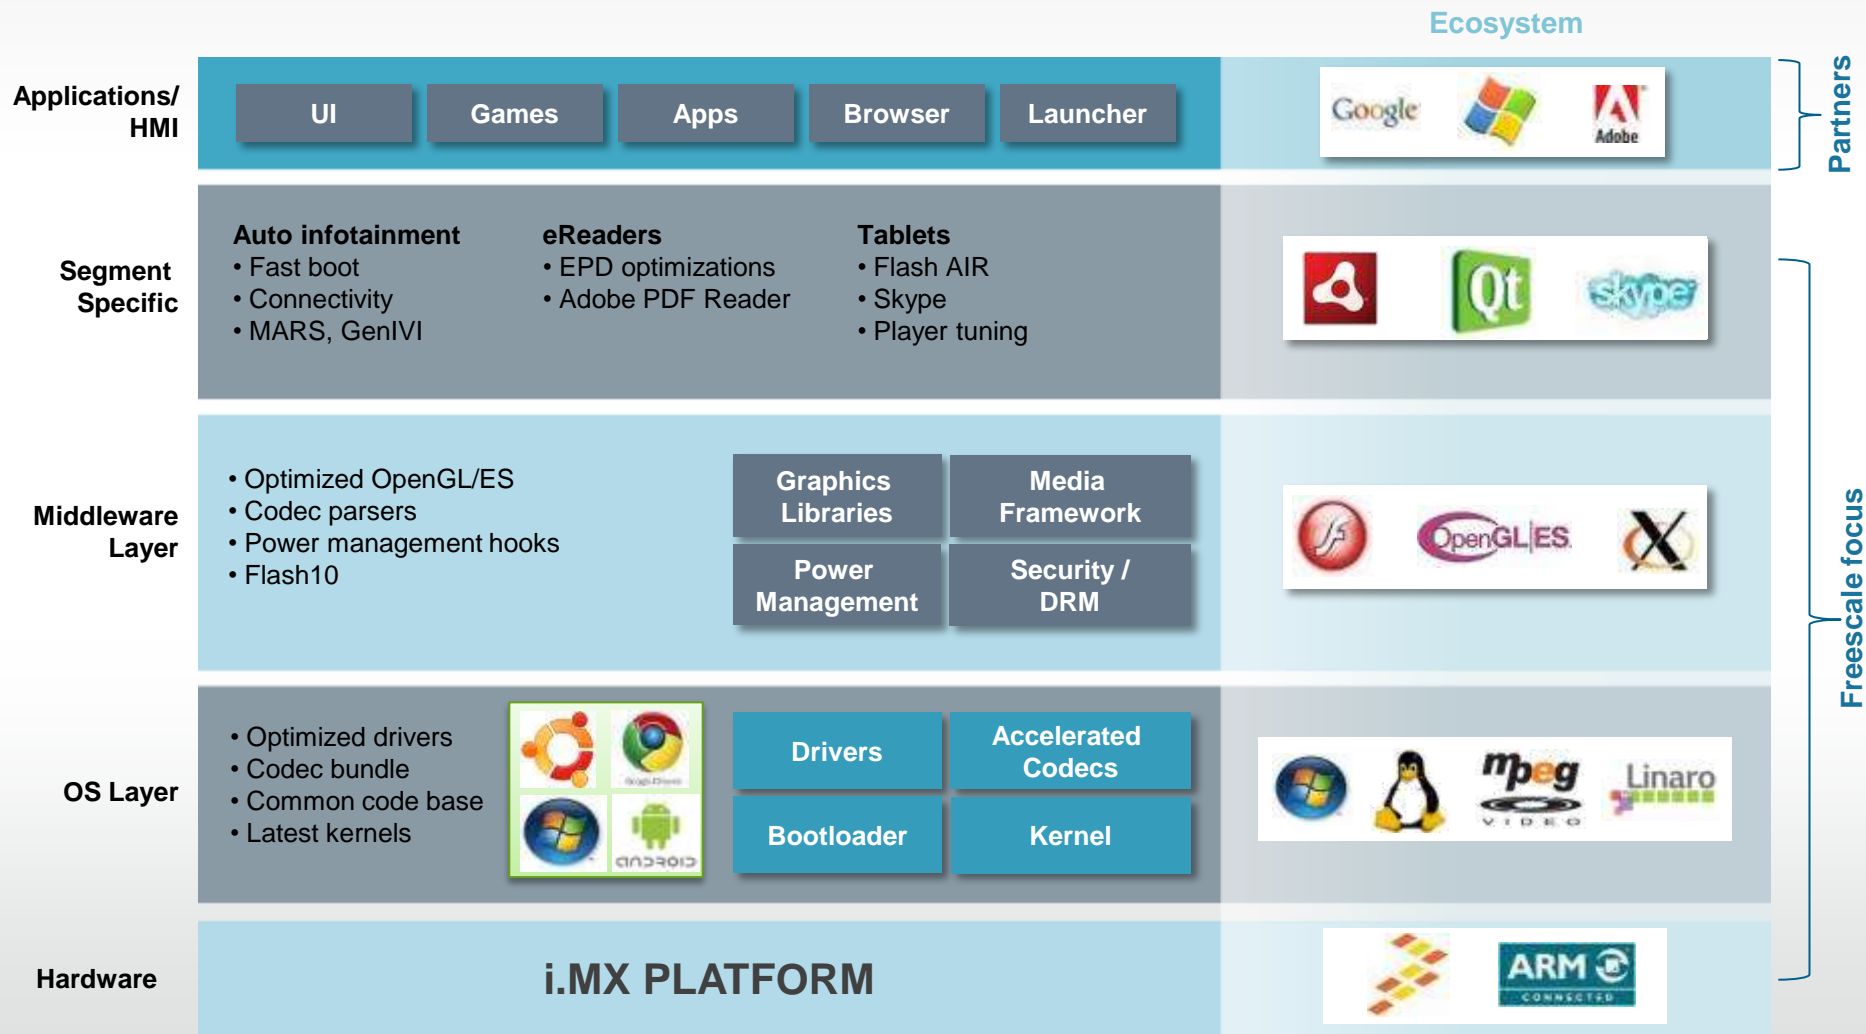 Ecosystem
Applications/
HMI
UI
Games
Apps
Browser
Launcher
Google
Adobe
Partners
Segment
Specific
Auto infotainment
• Fast boot
• Connectivity
• MARS, GenIVI
eReaders
• EPD optimizations
• Adobe PDF Reader
Tablets
• Flash AIR
• Skype
• Player tuning
Qt
skype
Middleware
Layer
• Optimized OpenGL/ES
• Codec parsers
• Power management hooks
• Flash10
Graphics
Libraries
Media
Framework
Power
Management
Security /
DRM
OpenGL|ES
X
Freescale focus
OS Layer
• Optimized drivers
• Codec bundle
• Common code base
• Latest kernels
android
Drivers
Accelerated
Codecs
Bootloader
Kernel
mpeg
VIDEO
Linaro
Hardware
i.MX PLATFORM
ARM
CONNECTED